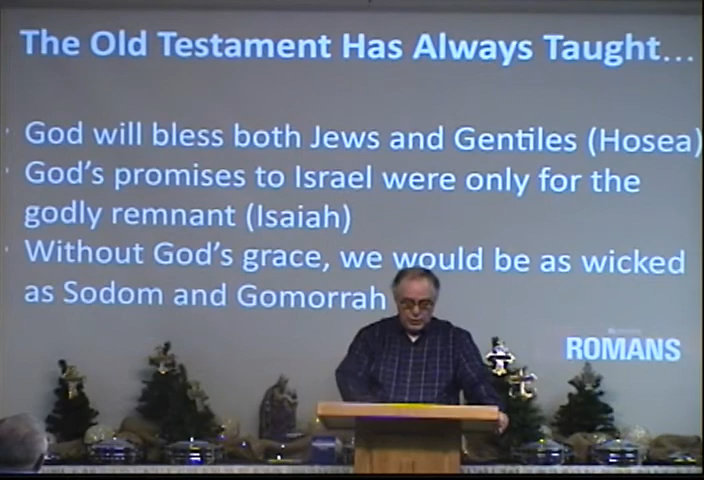 The Old Testament Has Always Taught...
God will bless both Jews and Gentiles (Hosea)
God's promises to Israel were only for the
godly remnant (Isaiah)
Without God's grace, we would be as wicked
as Sodom and Gomorrah
ROMANS